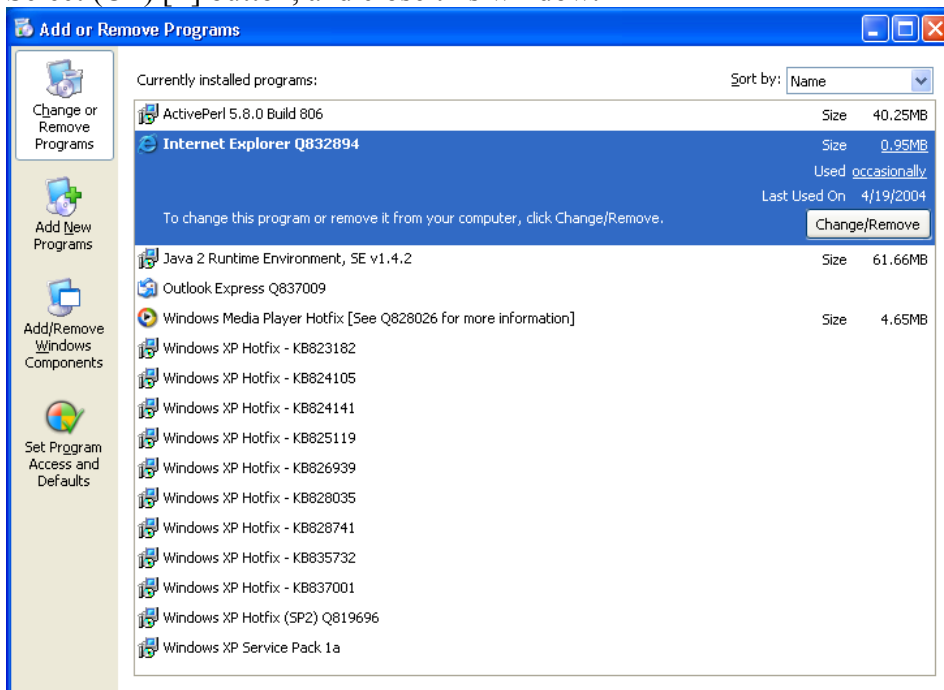 Add or Remove Programs
Change or
Remove
Programs
Add New
Programs
Add/Remove
Windows
Components
Set Program
Access and
Defaults
Currently installed programs:
Sort by: Name
ActivePerl 5.8.0 Build 806 Size 40.25MB
Internet Explorer Q832894 Size 0.95MB
Used occasionally
Last Used On 4/19/2004
To change this program or remove it from your computer, click Change/Remove.
Change/Remove
Java 2 Runtime Environment, SE v1.4.2 Size 61.66MB
Outlook Express Q837009
Windows Media Player Hotfix [See Q828026 for more information] Size 4.65MB
Windows XP Hotfix - KB823182
Windows XP Hotfix - KB824105
Windows XP Hotfix - KB824141
Windows XP Hotfix - KB825119
Windows XP Hotfix - KB826939
Windows XP Hotfix - KB828035
Windows XP Hotfix - KB828741
Windows XP Hotfix - KB835732
Windows XP Hotfix - KB837001
Windows XP Hotfix (SP2) Q819696
Windows XP Service Pack 1a